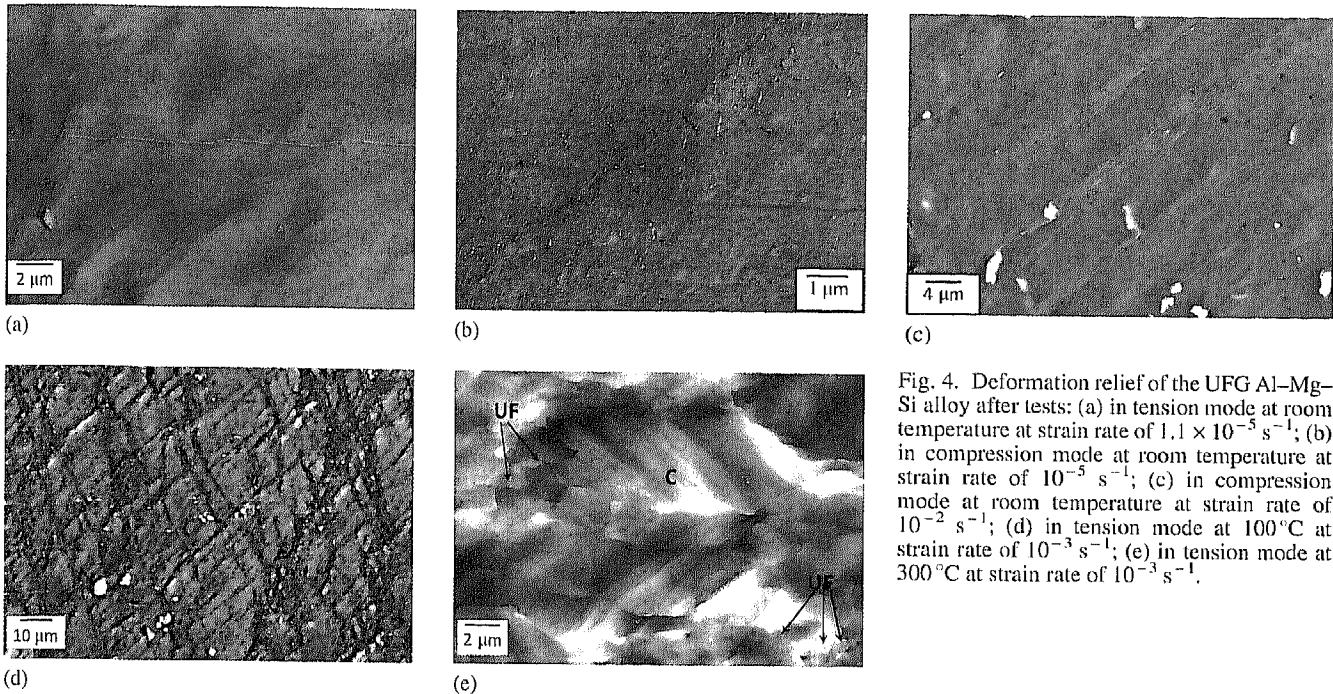 2 μm
(a)
1 μm
(b)
4 μm
(c)
10 μm
(d)
UF
C
UF
2 μm
(e)
Fig. 4. Deformation relief of the UFG Al–Mg–
Si alloy after tests: (a) in tension mode at room
temperature at strain rate of 1.1 × 10⁻⁵ s⁻¹; (b)
in compression mode at room temperature at
strain rate of 10⁻⁵ s⁻¹; (c) in compression
mode at room temperature at strain rate of
10⁻² s⁻¹; (d) in tension mode at 100 °C at
strain rate of 10⁻³ s⁻¹; (e) in tension mode at
300 °C at strain rate of 10⁻³ s⁻¹.